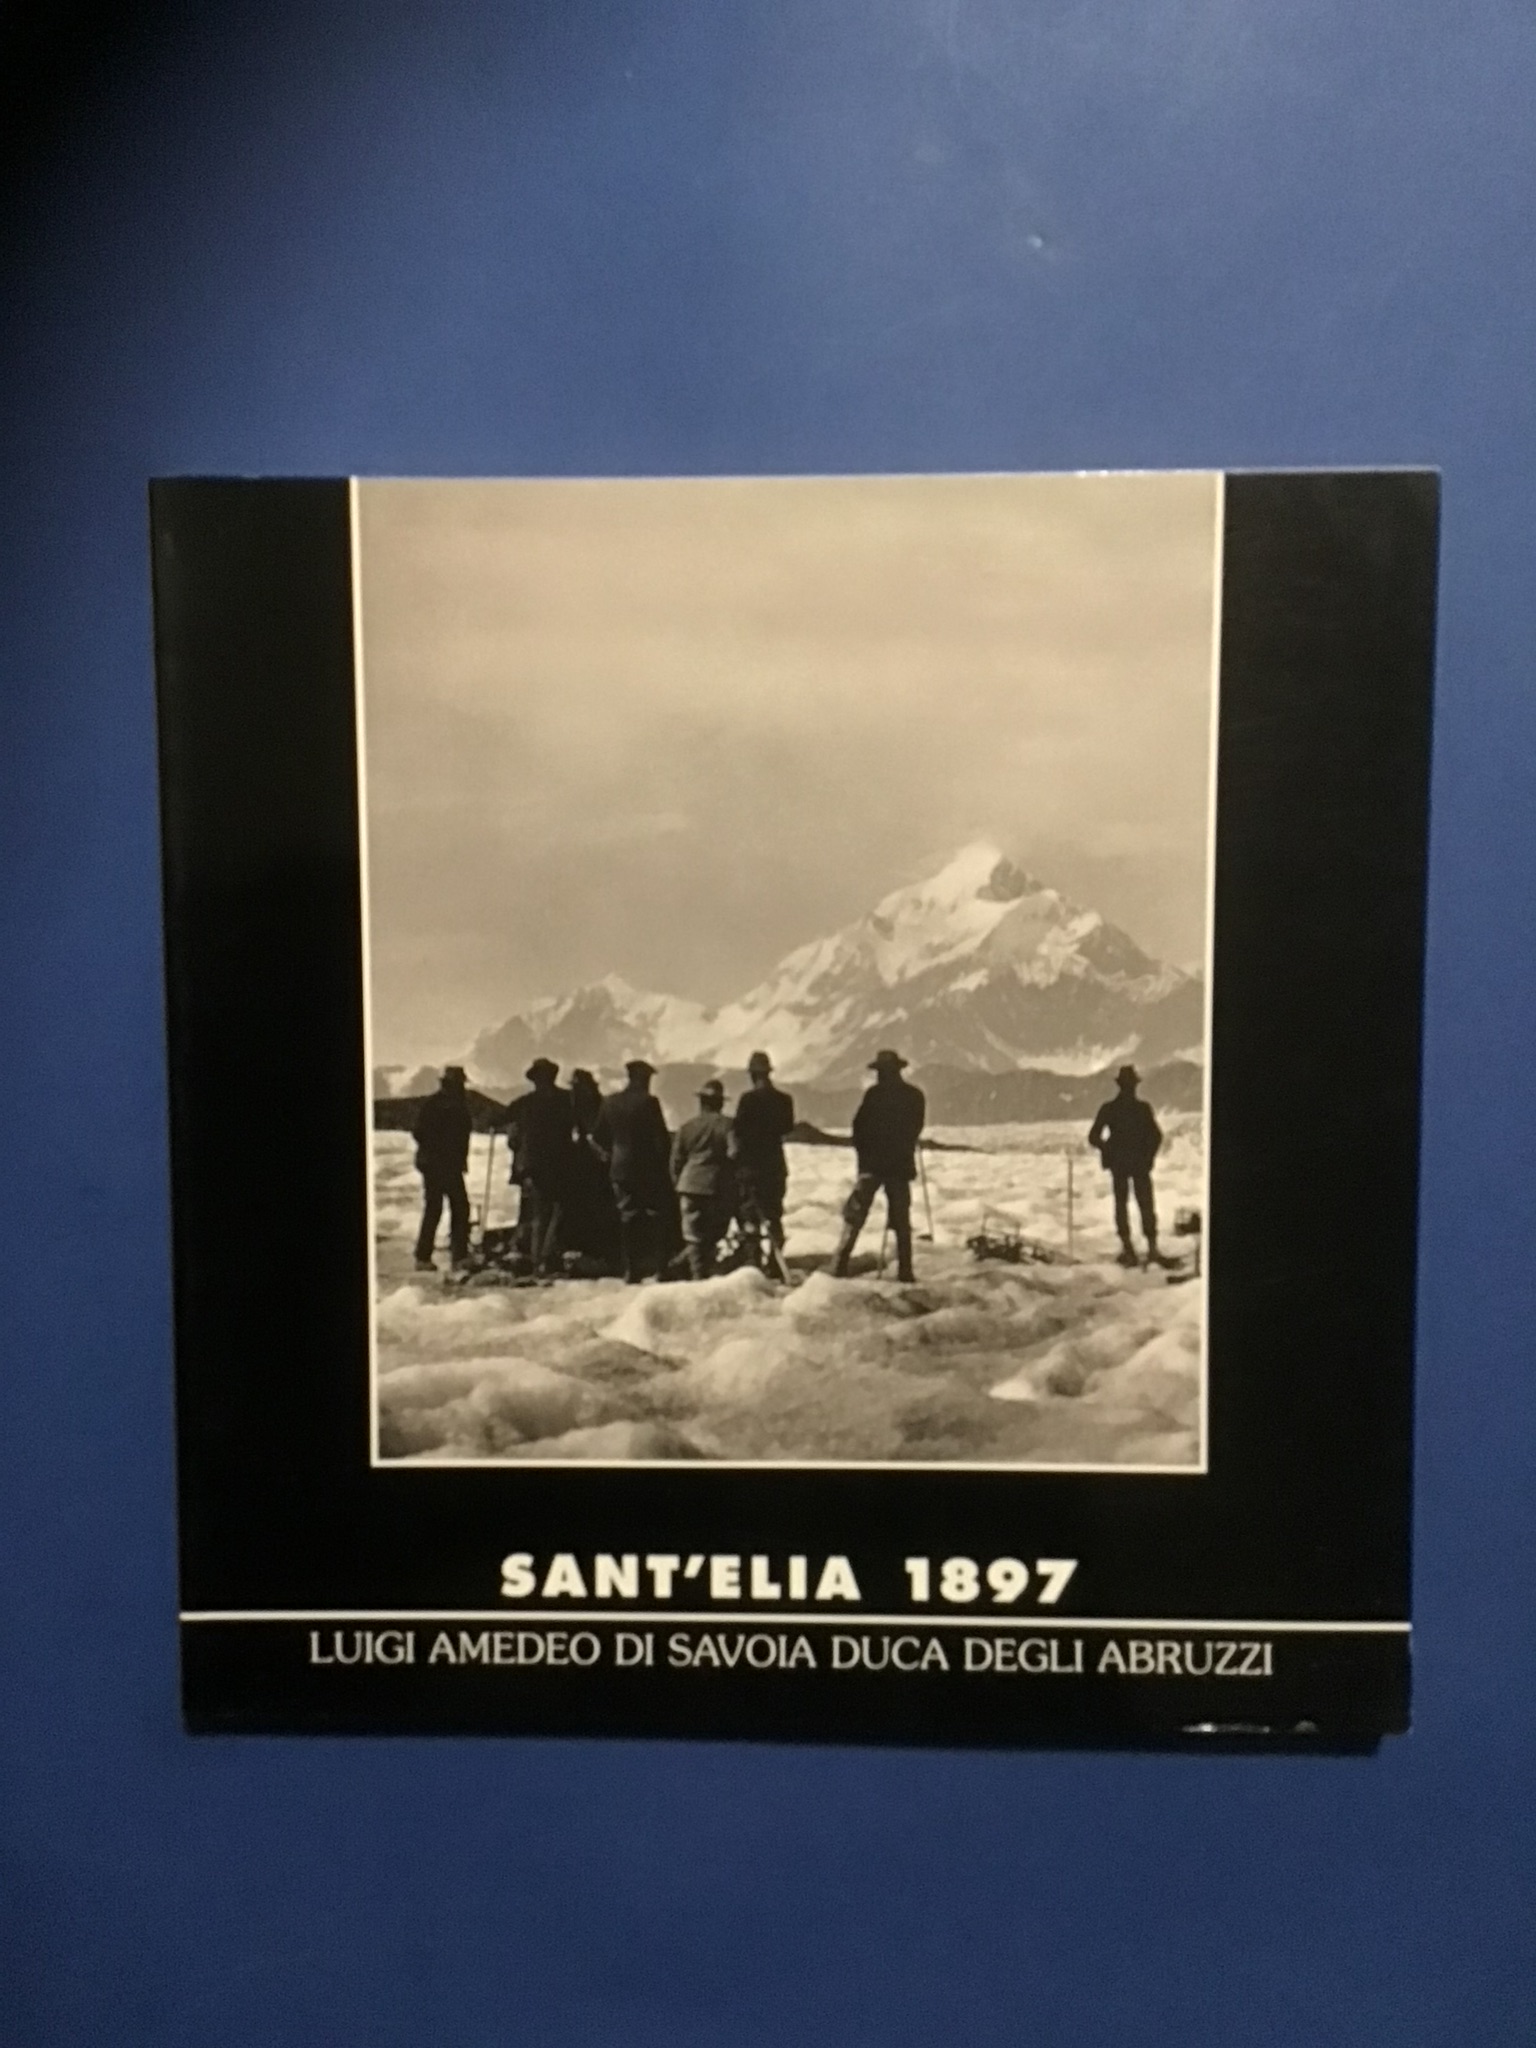 SANT'ELIA 1897
LUIGI AMEDEO DI SAVOIA DUCA DEGLI ABRUZZI